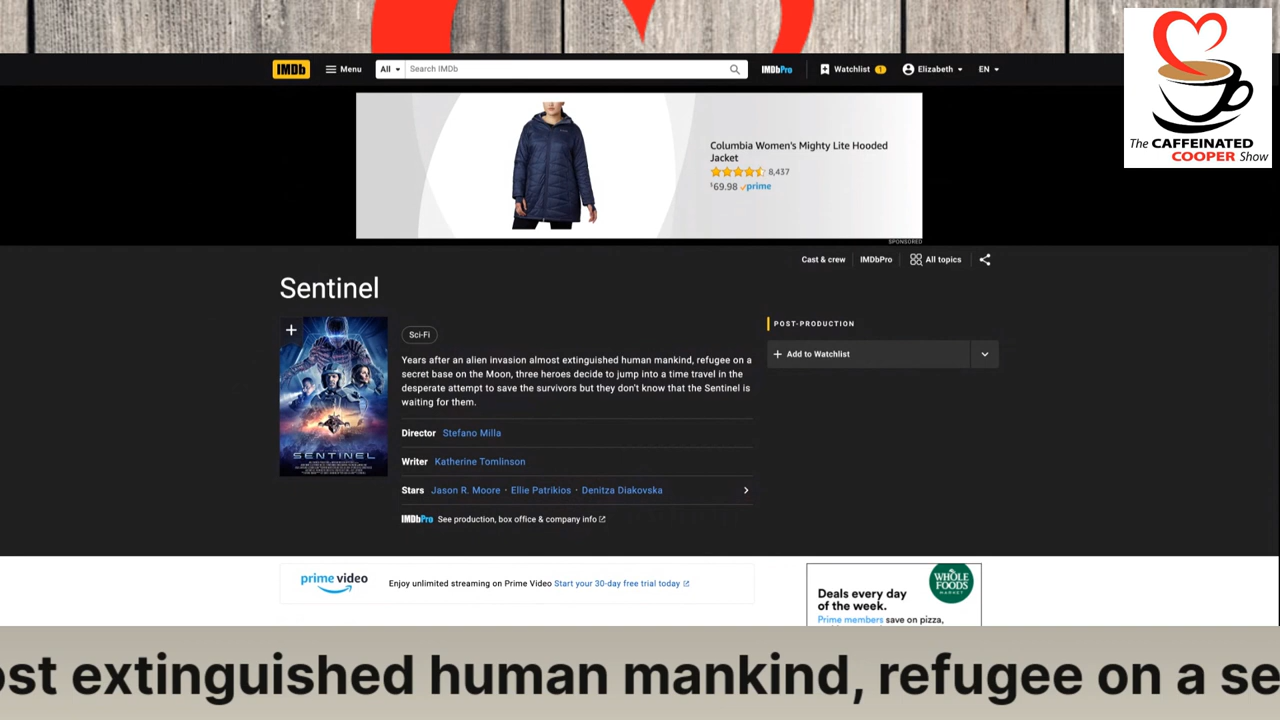 The CAFFEINATED
COOPER Show
IMDb Menu All Search IMDb IMDbPro Watchlist 1 Elizabeth EN
Columbia Women's Mighty Lite Hooded
Jacket
8,437
$69.98 prime
SPONSORED
Cast & crew IMDbPro All topics
Sentinel
POST-PRODUCTION
Add to Watchlist
Sci-Fi
Years after an alien invasion almost extinguished human mankind, refugee on a
secret base on the Moon, three heroes decide to jump into a time travel in the
desperate attempt to save the survivors but they don't know that the Sentinel is
waiting for them.
Director Stefano Milla
Writer Katherine Tomlinson
Stars Jason R. Moore · Ellie Patrikios · Denitza Diakovska
IMDbPro See production, box office & company info
SENTINEL
prime video Enjoy unlimited streaming on Prime Video Start your 30-day free trial today
WHOLE
FOODS
MARKET
Deals every day
of the week.
Prime members save on pizza,
ost extinguished human mankind, refugee on a se